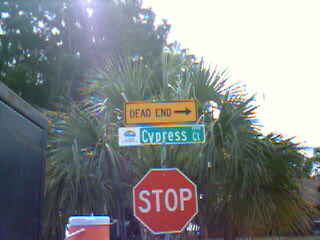 DEAD END
Cypress Ct
STOP